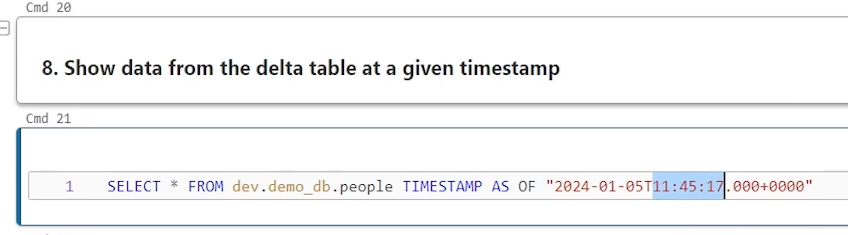 Cmd 20
8. Show data from the delta table at a given timestamp
Cmd 21
1 SELECT * FROM dev.demo_db.people TIMESTAMP AS OF "2024-01-05T11:45:17.000+0000"